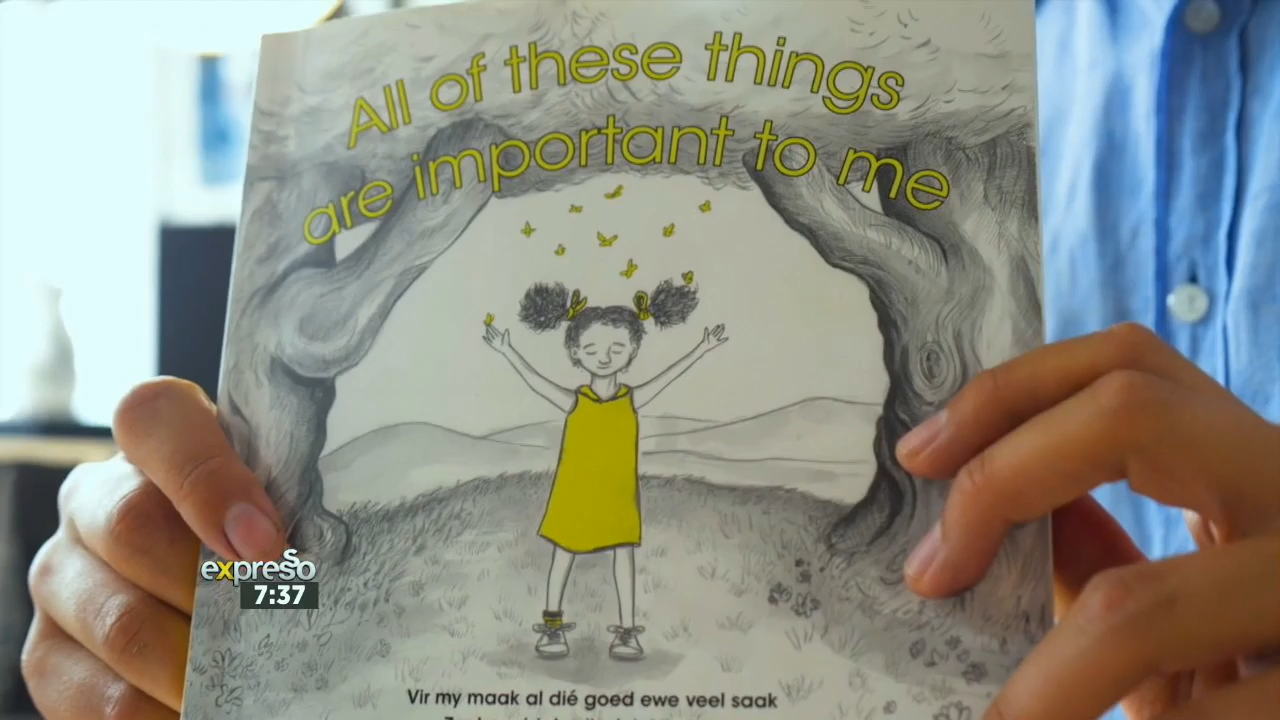 All of these things
are important to me
expresso
7:37
Vir my maak al dié goed ewe veel saak